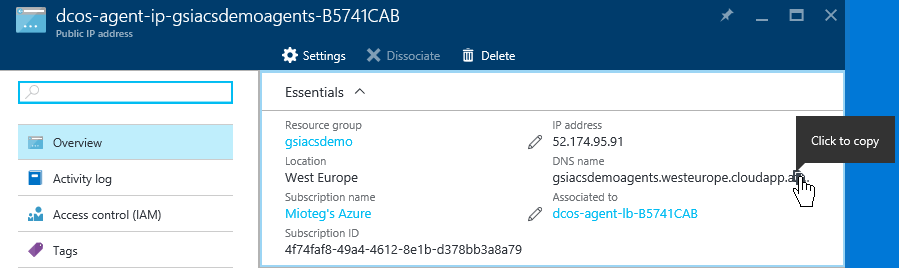 dcos-agent-ip-gsiacsdemoagents-B5741CAB
Public IP address
Settings Dissociate Delete
Essentials
Resource group IP address
gsiacsdemo 52.174.95.91
Click to copy
Overview
Location DNS name
West Europe gsiacsdemoagents.westeurope.cloudapp.a...
Activity log
Subscription name Associated to
Mioteg's Azure dcos-agent-lb-B5741CAB
Access control (IAM)
Subscription ID
4f74faf8-49a4-4612-8e1b-d378bb3a8a79
Tags